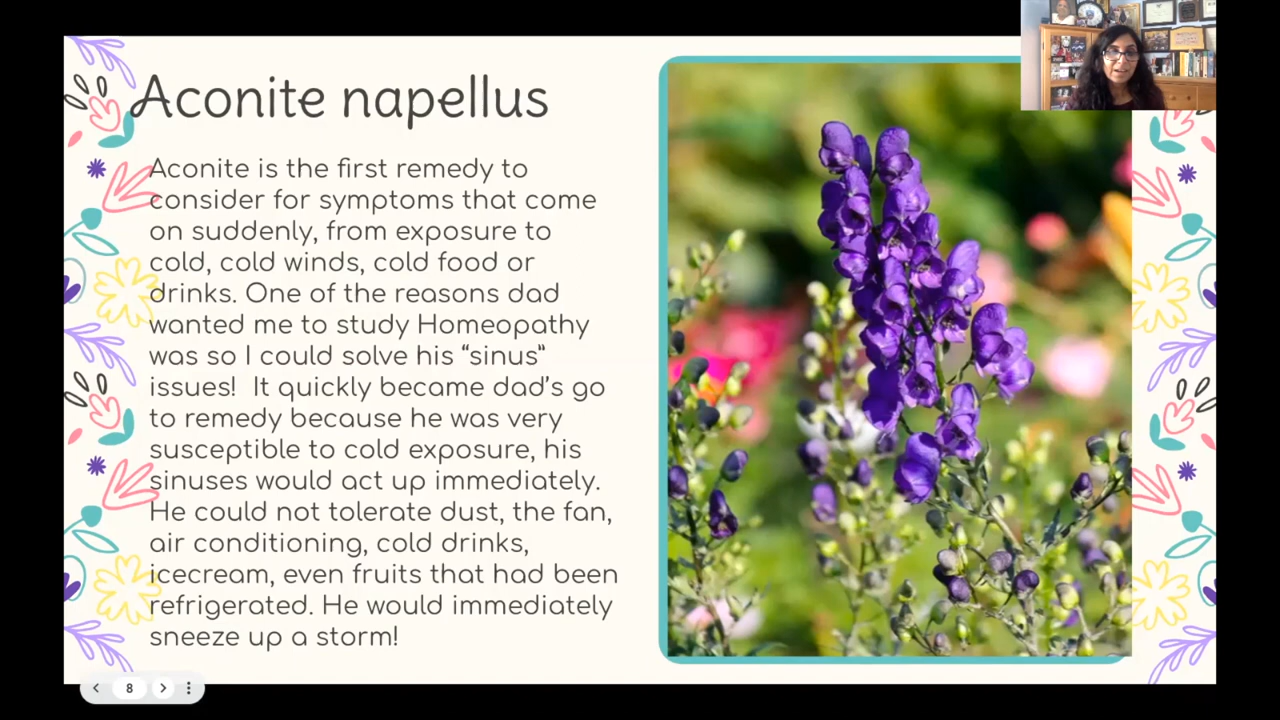 Aconite napellus
Aconite is the first remedy to
consider for symptoms that come
on suddenly, from exposure to
cold, cold winds, cold food or
drinks. One of the reasons dad
wanted me to study Homeopathy
was so I could solve his “sinus”
issues!  It quickly became dad’s go
to remedy because he was very
susceptible to cold exposure, his
sinuses would act up immediately.
He could not tolerate dust, the fan,
air conditioning, cold drinks,
icecream, even fruits that had been
refrigerated. He would immediately
sneeze up a storm!
8